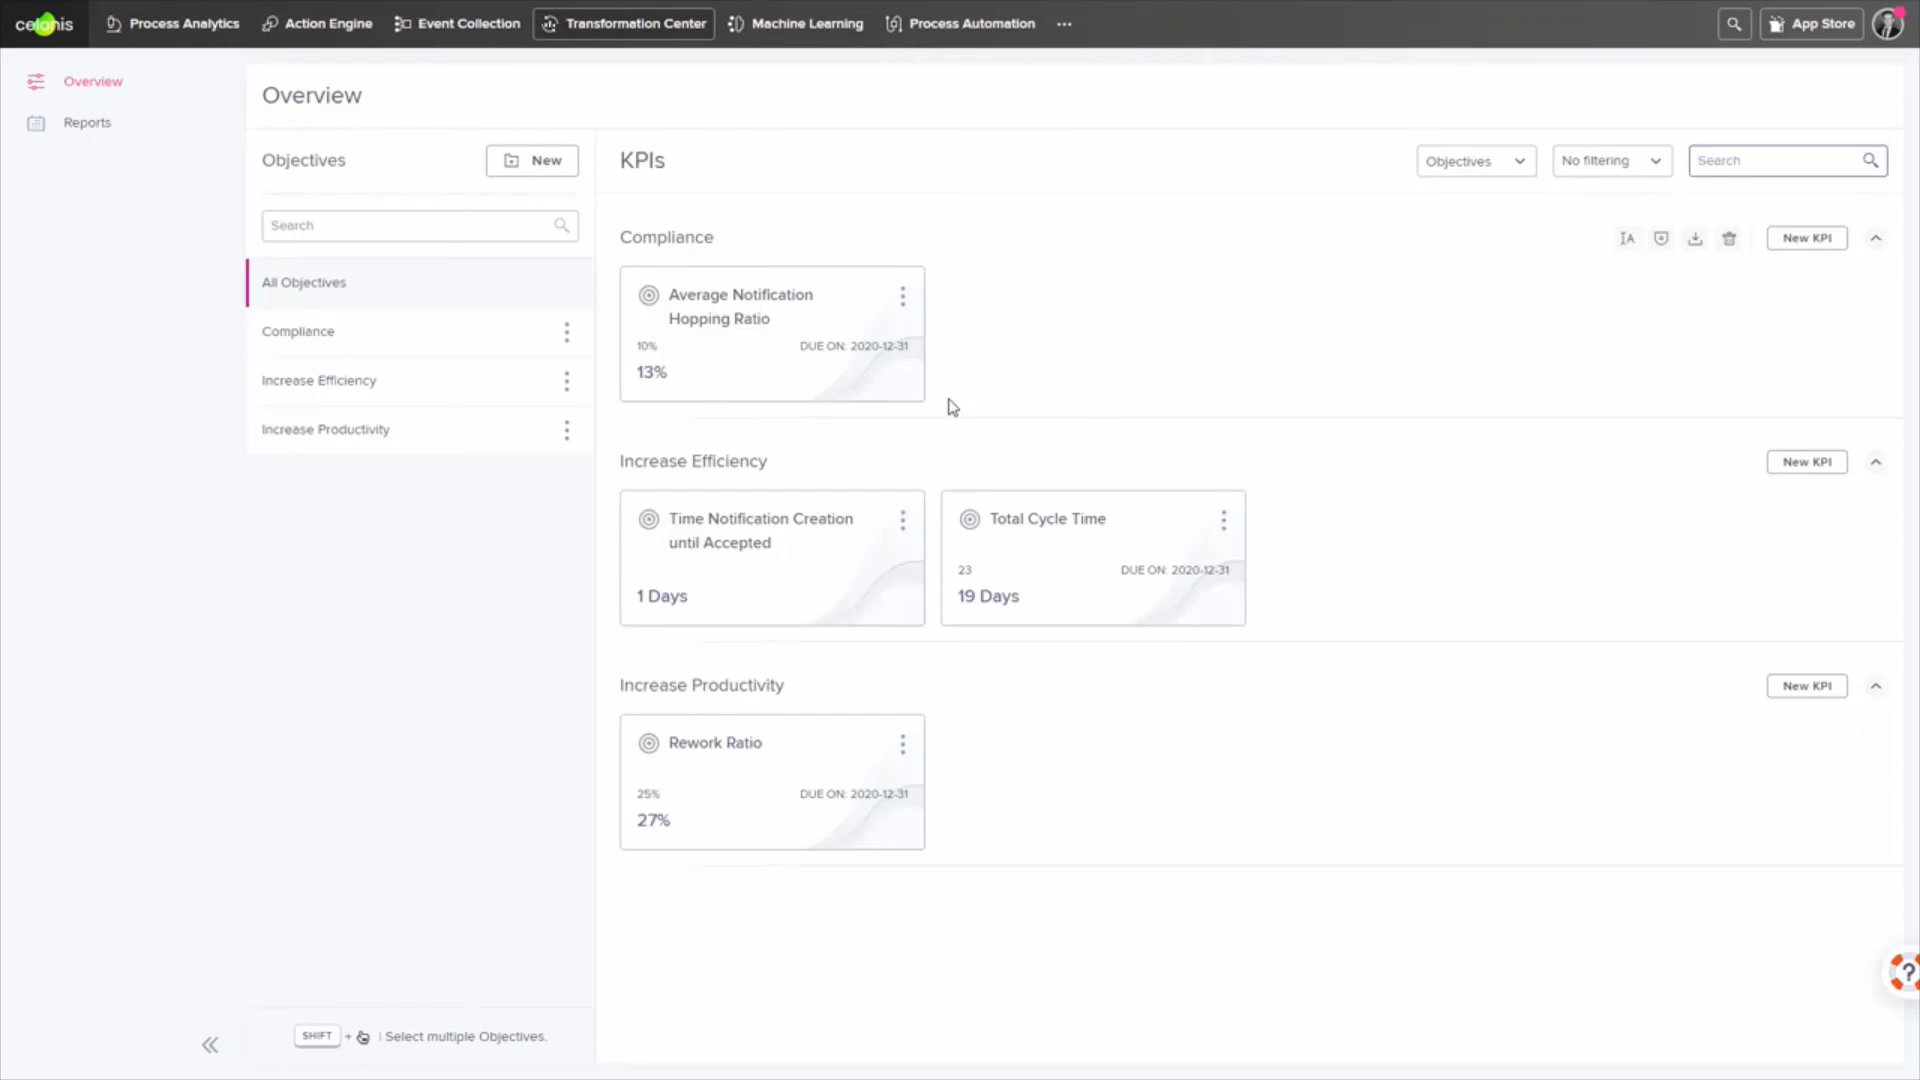 celonis
Process Analytics
Action Engine
Event Collection
Transformation Center
Machine Learning
Process Automation
App Store
Overview
Reports
Overview
Objectives
New
Search
All Objectives
Compliance
Increase Efficiency
Increase Productivity
SHIFT + | Select multiple Objectives.
KPIs
Objectives
No filtering
Search
Compliance
New KPI
Average Notification
Hopping Ratio
10% DUE ON: 2020-12-31
13%
Increase Efficiency
New KPI
Time Notification Creation
until Accepted
1 Days
Total Cycle Time
23 DUE ON: 2020-12-31
19 Days
Increase Productivity
New KPI
Rework Ratio
25% DUE ON: 2020-12-31
27%